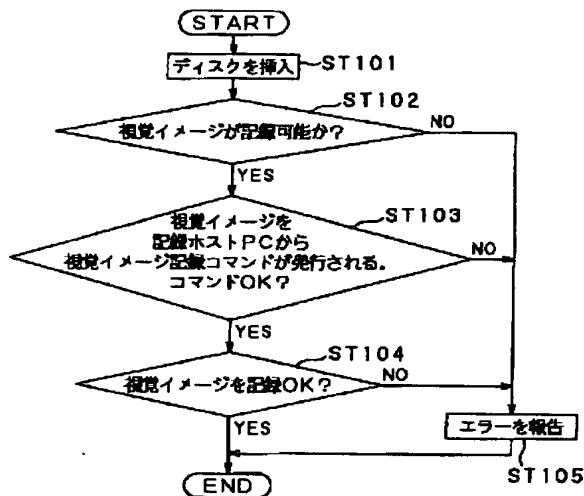 START
ディスクを挿入
ST101
ST102
視覚イメージが記録可能か?
NO
YES
ST103
視覚イメージを
記録ホストPCから
視覚イメージ記録コマンドが発行される。
コマンドOK?
NO
YES
ST104
視覚イメージを記録OK?
NO
YES
エラーを報告
ST105
END